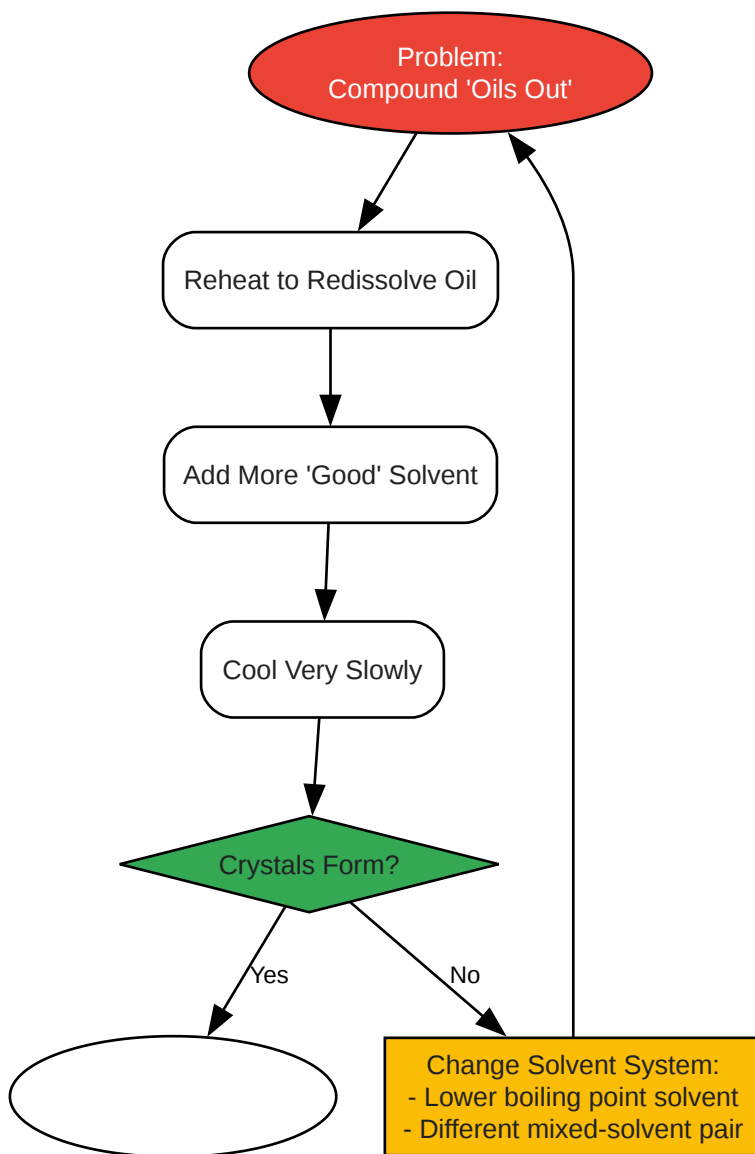 Problem:
Compound 'Oils Out'
Reheat to Redissolve Oil
Add More 'Good' Solvent
Cool Very Slowly
Crystals Form?
Yes
No
Change Solvent System:
- Lower boiling point solvent
- Different mixed-solvent pair